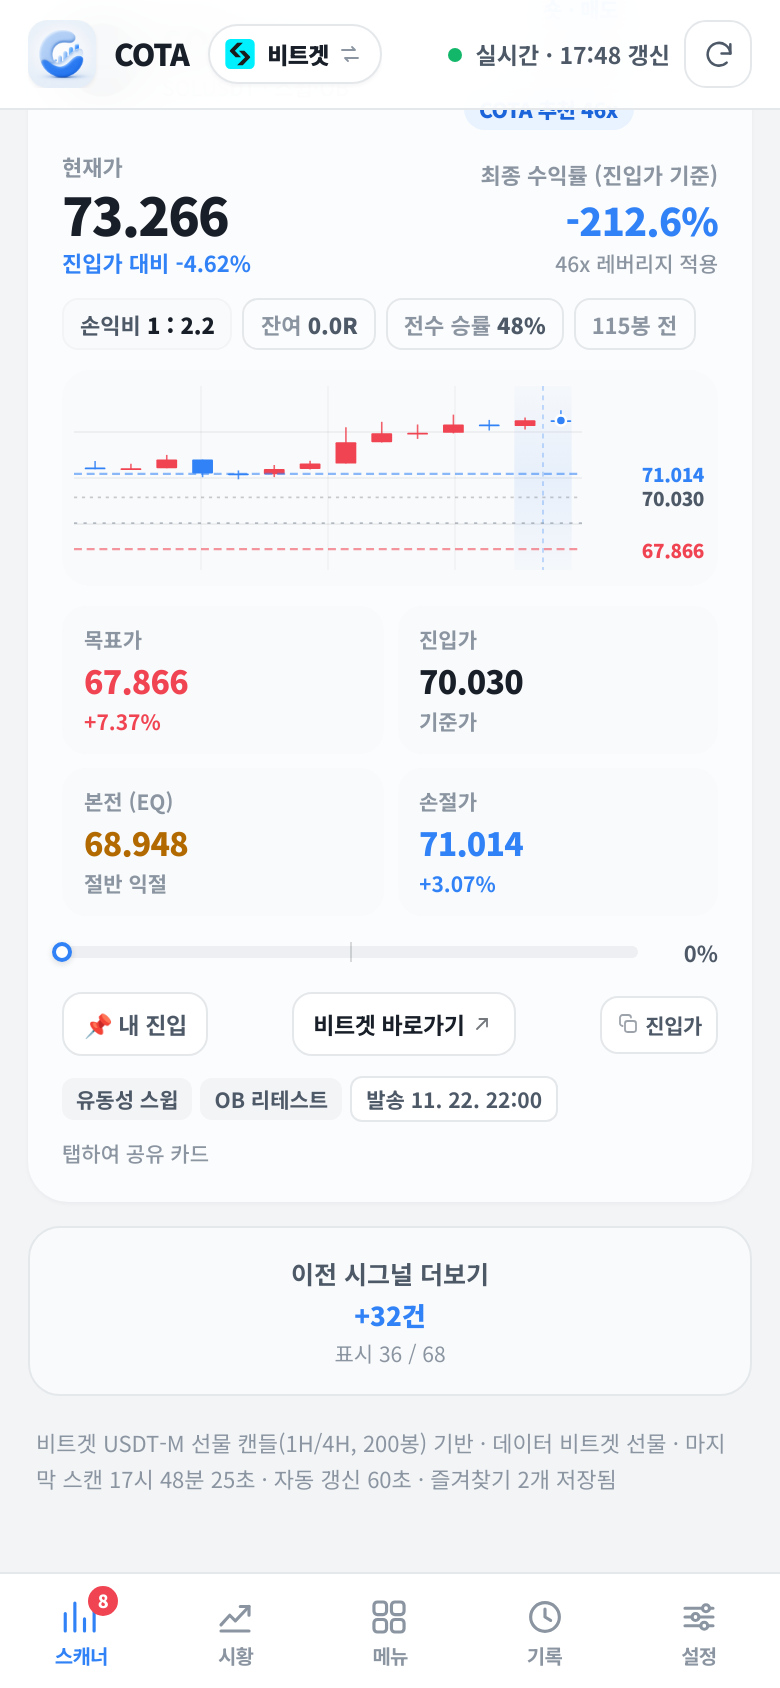 COTA
비트겟
실시간 · 17:48 갱신
COTA 추천 46x
현재가
73.266
진입가 대비 -4.62%
최종 수익률 (진입가 기준)
-212.6%
46x 레버리지 적용
손익비 1 : 2.2
잔여 0.0R
전수 승률 48%
115봉 전
71.014
70.030
67.866
목표가
67.866
+7.37%
진입가
70.030
기준가
본전 (EQ)
68.948
절반 익절
손절가
71.014
+3.07%
0%
📌 내 진입
비트겟 바로가기
진입가
유동성 스윕
OB 리테스트
발송 11. 22. 22:00
탭하여 공유 카드
이전 시그널 더보기
+32건
표시 36 / 68
비트겟 USDT-M 선물 캔들(1H/4H, 200봉) 기반 · 데이터 비트겟 선물 · 마지
막 스캔 17시 48분 25초 · 자동 갱신 60초 · 즐겨찾기 2개 저장됨
8
스캐너
시황
메뉴
기록
설정